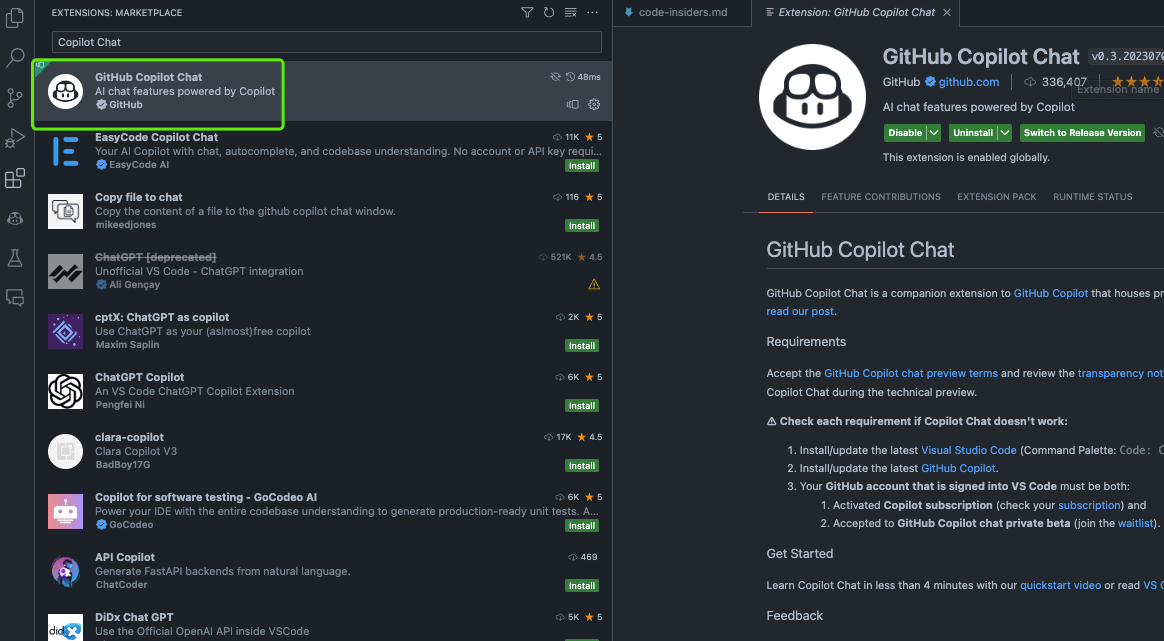 EXTENSIONS: MARKETPLACE
Copilot Chat
GitHub Copilot Chat
48ms
AI chat features powered by Copilot
GitHub
EasyCode Copilot Chat
11K ★ 5
Your AI Copilot with chat, autocomplete, and codebase understanding. No account or API key requi...
EasyCode AI
Install
Copy file to chat
116 ★ 5
Copy the content of a file to the github copilot chat window.
mikeedjones
Install
ChatGPT [deprecated]
521K ★ 4.5
Unofficial VS Code - ChatGPT integration
Ali Gençay
cptX: ChatGPT as copilot
2K ★ 5
Use ChatGPT as your (aslmost)free copilot
Maxim Saplin
Install
ChatGPT Copilot
6K ★ 5
An VS Code ChatGPT Copilot Extension
Pengfei Ni
Install
clara-copilot
17K ★ 4.5
Clara Copilot V3
BadBoy17G
Install
Copilot for software testing - GoCodeo AI
6K ★ 5
Power your IDE with the entire codebase understanding to generate production-ready unit tests. A...
GoCodeo
Install
API Copilot
469
Generate FastAPI backends from natural language.
ChatCoder
Install
DiDx Chat GPT
5K ★ 5
Use the Official OpenAI API inside VSCode
didx
code-insiders.md
Extension: GitHub Copilot Chat
GitHub Copilot Chat v0.3.2023070
GitHub github.com 336,407 ★★★★
Extension name
AI chat features powered by Copilot
Disable Uninstall Switch to Release Version
This extension is enabled globally.
DETAILS FEATURE CONTRIBUTIONS EXTENSION PACK RUNTIME STATUS
GitHub Copilot Chat
GitHub Copilot Chat is a companion extension to GitHub Copilot that houses pr
read our post.
Requirements
Accept the GitHub Copilot chat preview terms and review the transparency not
Copilot Chat during the technical preview.
⚠ Check each requirement if Copilot Chat doesn't work:
1. Install/update the latest Visual Studio Code (Command Palette: Code: C
2. Install/update the latest GitHub Copilot.
3. Your GitHub account that is signed into VS Code must be both:
1. Activated Copilot subscription (check your subscription) and
2. Accepted to GitHub Copilot chat private beta (join the waitlist).
Get Started
Learn Copilot Chat in less than 4 minutes with our quickstart video or read VS C
Feedback